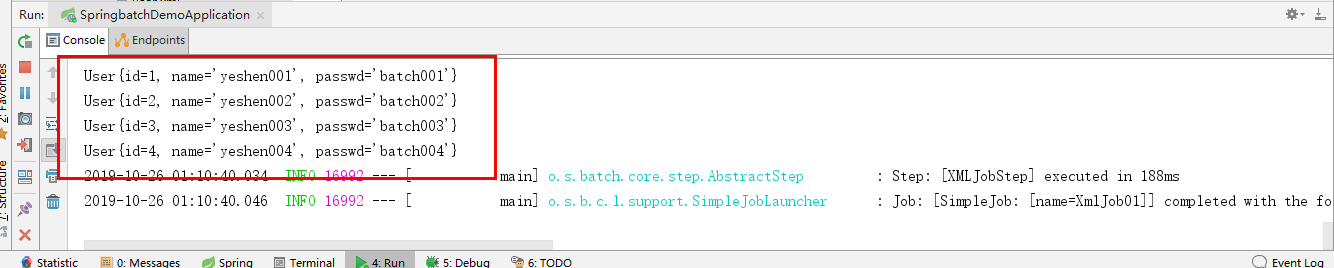 Run: SpringbatchDemoApplication
Console Endpoints
User{id=1, name='yeshen001', passwd='batch001'}
User{id=2, name='yeshen002', passwd='batch002'}
User{id=3, name='yeshen003', passwd='batch003'}
User{id=4, name='yeshen004', passwd='batch004'}
2019-10-26 01:10:40.034 INFO 16992 --- [ main] o.s.batch.core.step.AbstractStep : Step: [XMLJobStep] executed in 188ms
2019-10-26 01:10:40.046 INFO 16992 --- [ main] o.s.b.c.l.support.SimpleJobLauncher : Job: [SimpleJob: [name=XmlJob01]] completed with the fo
2: Favorites
7: Structure
Statistic 0: Messages Spring Terminal 4: Run 5: Debug 6: TODO Event Log